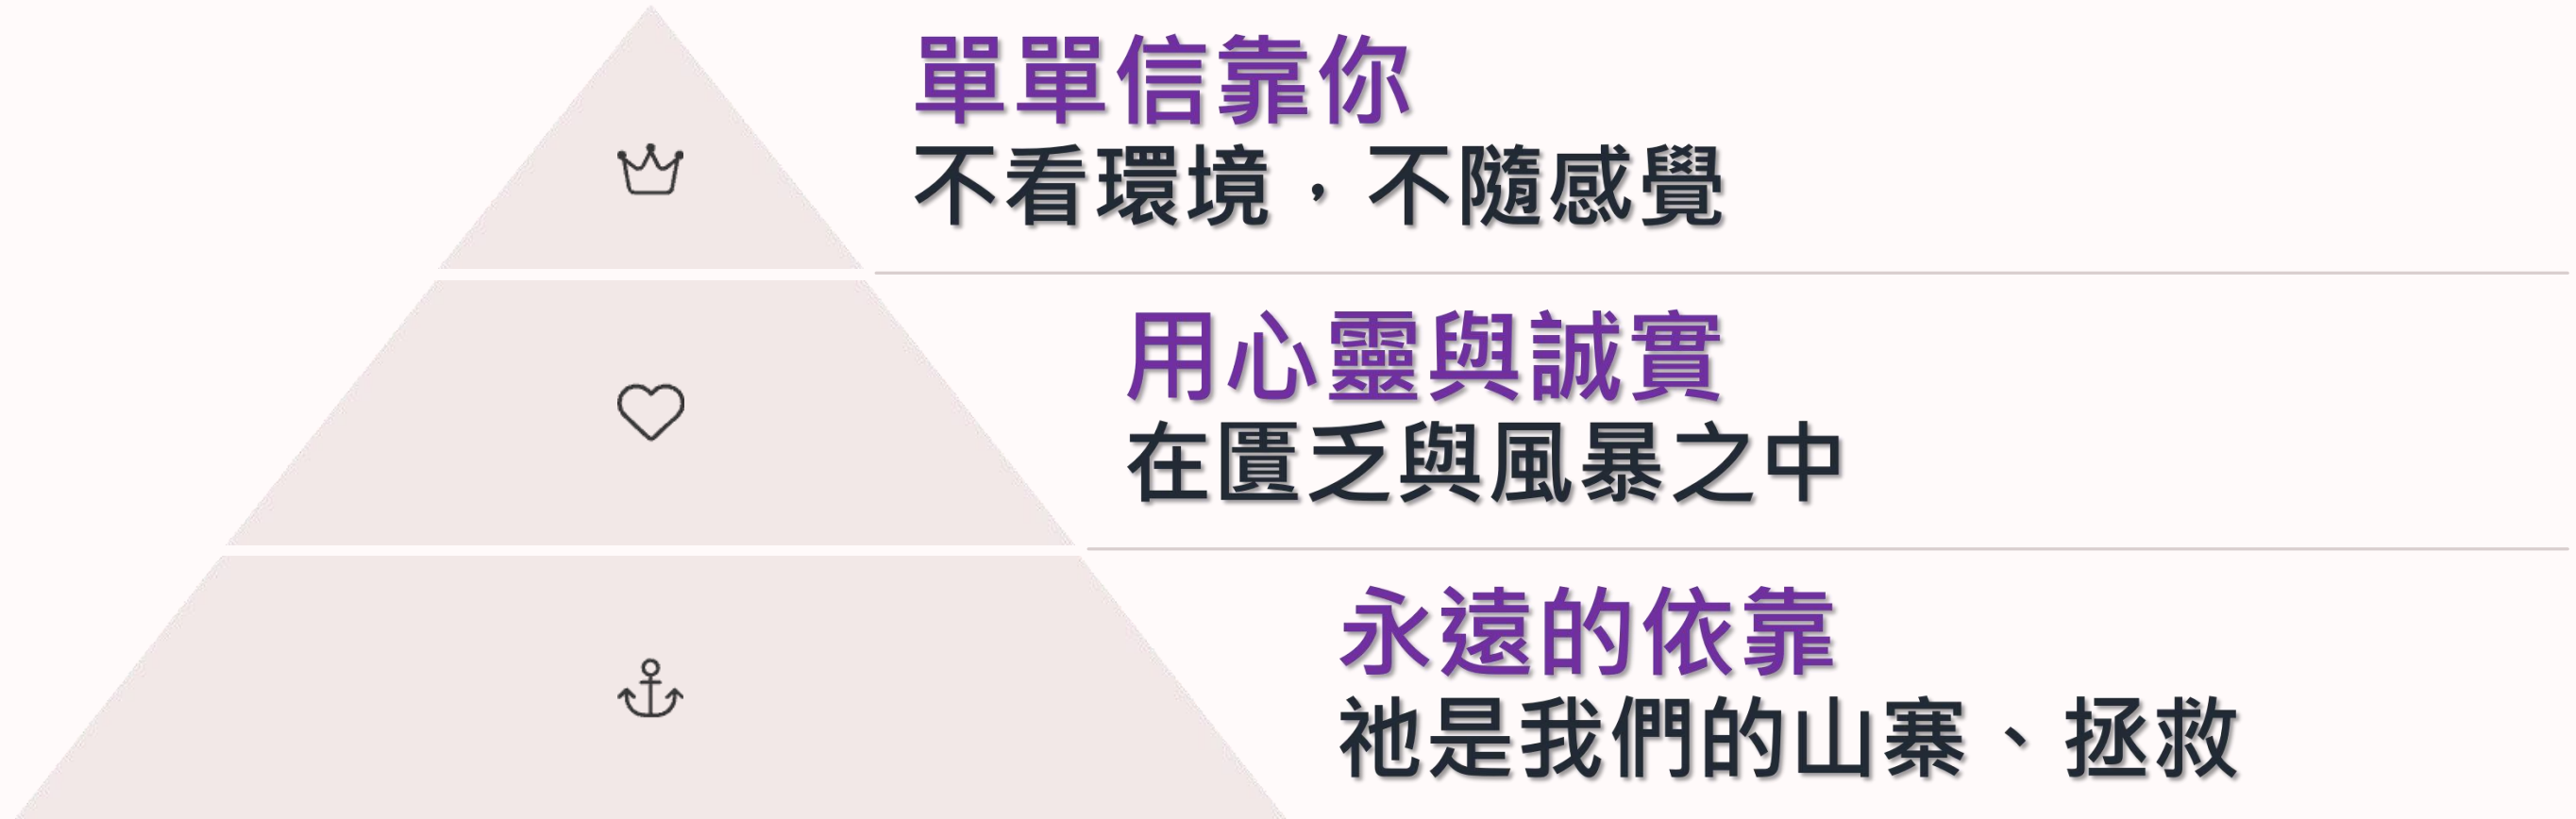 單單信靠你
不看環境，不隨感覺
用心靈與誠實
在匱乏與風暴之中
永遠的依靠
祂是我們的山寨、拯救